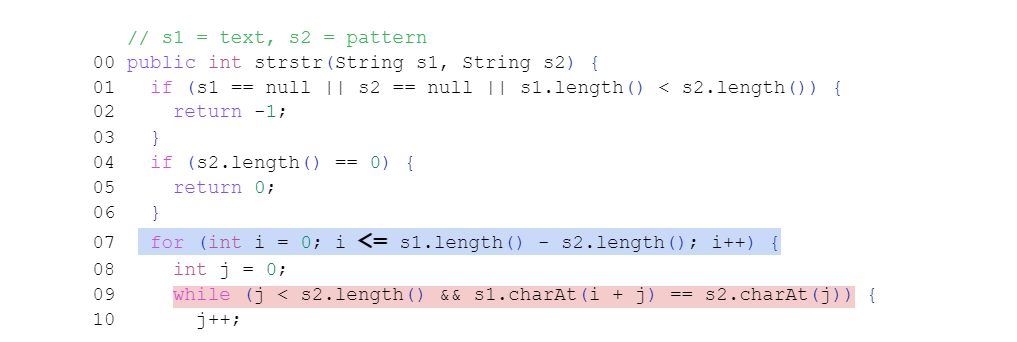 // s1 = text, s2 = pattern
00 public int strstr(String s1, String s2) {
01 if (s1 == null || s2 == null || s1.length() < s2.length()) {
02 return -1;
03 }
04 if (s2.length() == 0) {
05 return 0;
06 }
07 for (int i = 0; i <= s1.length() - s2.length(); i++) {
08 int j = 0;
09 while (j < s2.length() && s1.charAt(i + j) == s2.charAt(j)) {
10 j++;